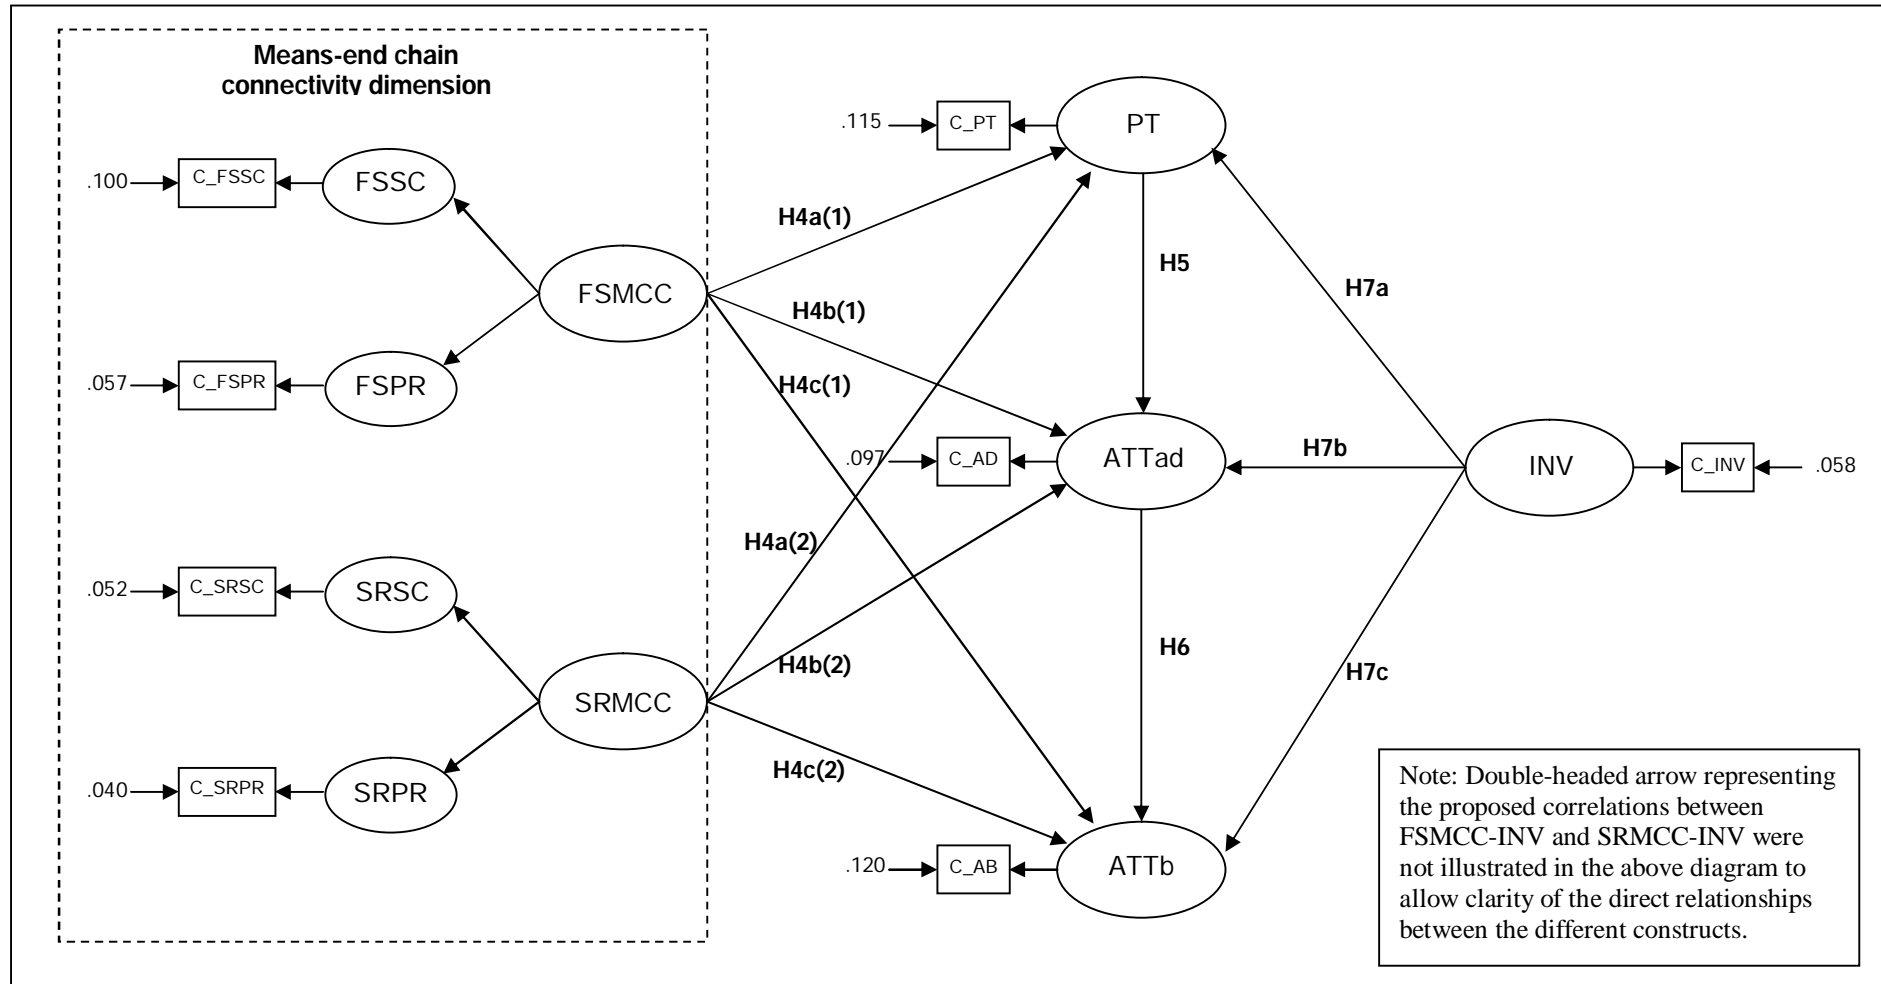 Means-end chain
connectivity dimension
.100
C_FSSC
FSSC
.057
C_FSPR
FSPR
FSMCC
.052
C_SRSC
SRSC
.040
C_SRPR
SRPR
SRMCC
H4a(1)
H4b(1)
H4c(1)
H4a(2)
H4b(2)
H4c(2)
.115
C_PT
PT
H5
.097
C_AD
ATTad
H6
.120
C_AB
ATTb
H7a
H7b
H7c
INV
C_INV
.058
Note: Double-headed arrow representing
the proposed correlations between
FSMCC-INV and SRMCC-INV were
not illustrated in the above diagram to
allow clarity of the direct relationships
between the different constructs.